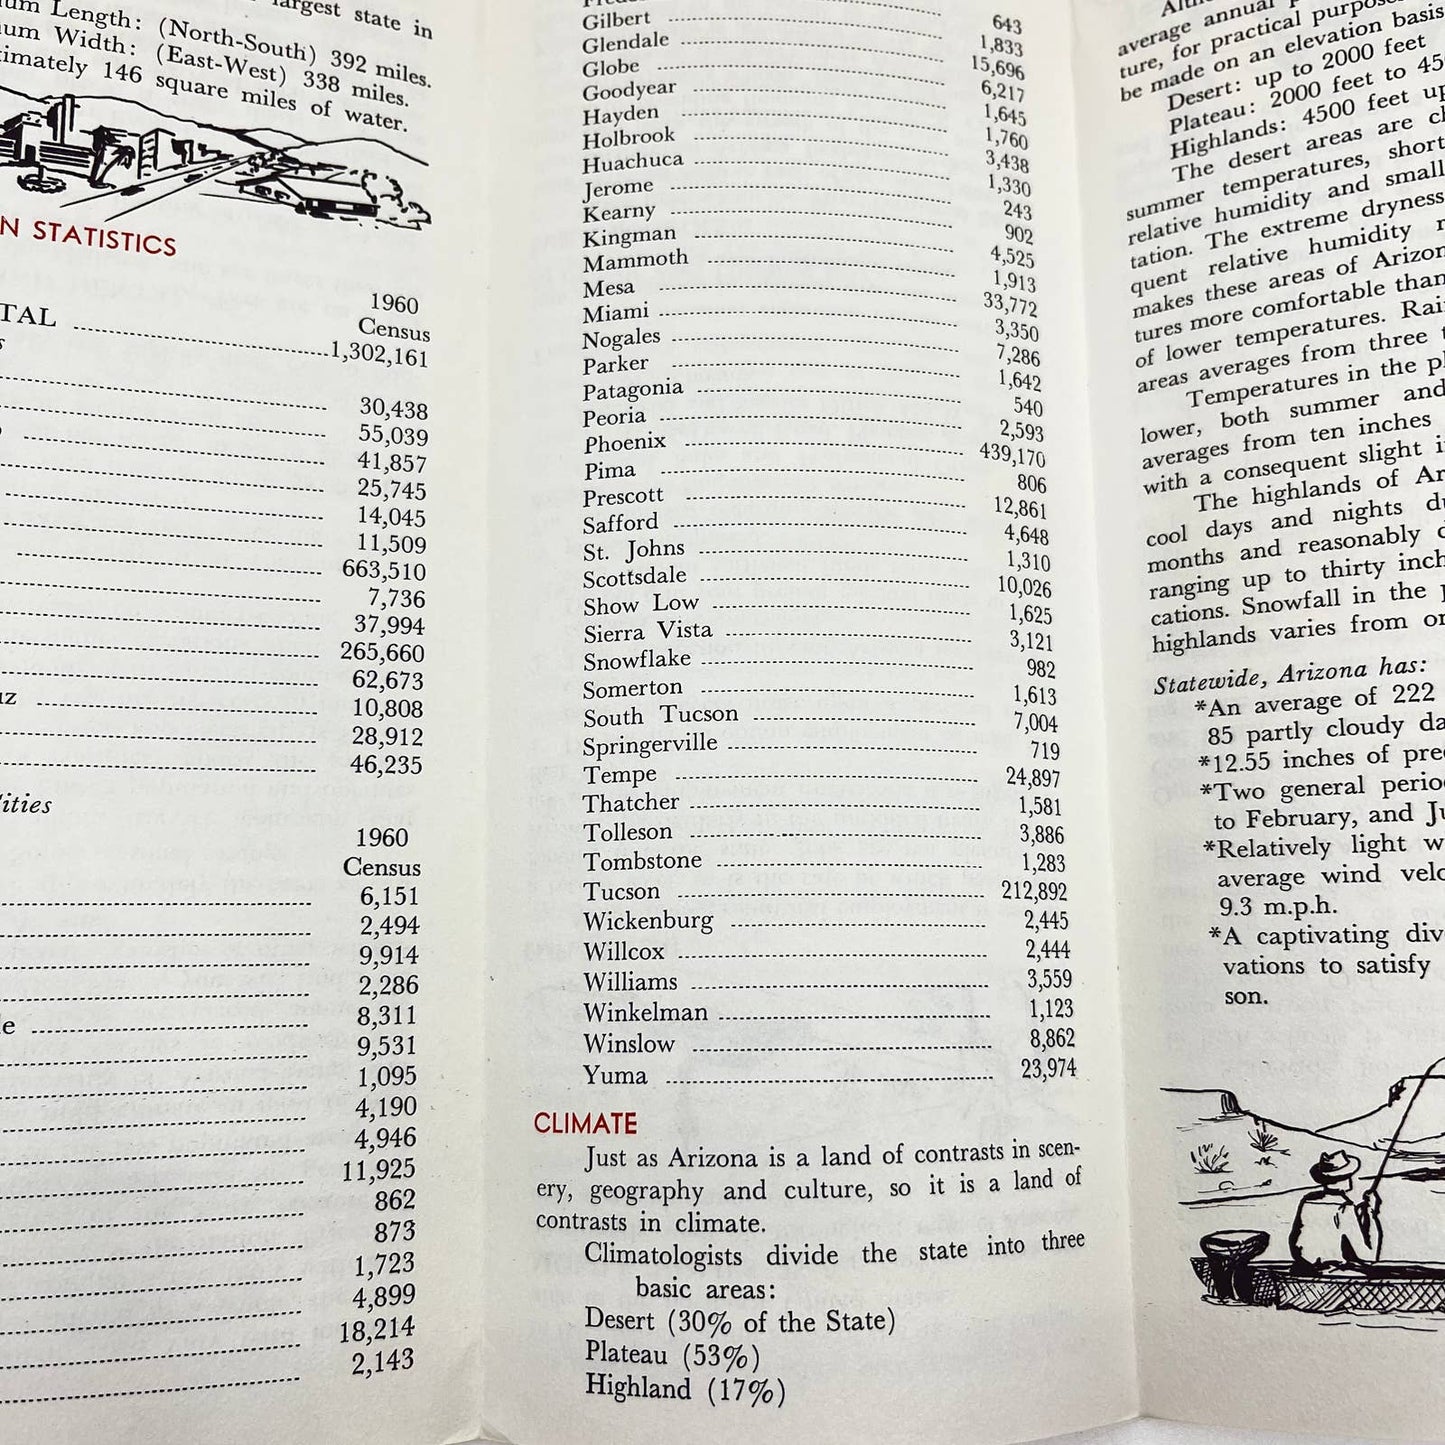 largest state in
um Length: (North-South) 392 miles.
um Width: (East-West) 338 miles.
ximately 146 square miles of water.
N STATISTICS
1960
Census
TAL 1,302,161
s
30,438
55,039
41,857
25,745
14,045
11,509
663,510
7,736
37,994
265,660
62,673
uz 10,808
28,912
46,235
Cities
1960
Census
6,151
2,494
9,914
2,286
le 8,311
9,531
1,095
4,190
4,946
11,925
862
873
1,723
4,899
18,214
2,143
Gilbert
643
Glendale
1,833
Globe
15,696
Goodyear
6,217
Hayden
1,645
Holbrook
1,760
Huachuca
3,438
Jerome
1,330
Kearny
243
Kingman
902
Mammoth
4,525
Mesa
1,913
Miami
33,772
Nogales
3,350
Parker
7,286
Patagonia
1,642
Peoria
540
Phoenix
2,593
Pima
439,170
Prescott
806
Safford
12,861
St. Johns
4,648
Scottsdale
1,310
Show Low
10,026
Sierra Vista
1,625
Snowflake
3,121
Somerton
982
South Tucson
1,613
Springerville
7,004
Tempe
719
Thatcher
24,897
Tolleson
1,581
Tombstone
3,886
Tucson
1,283
Wickenburg
212,892
Willcox
2,445
Williams
2,444
Winkelman
3,559
Winslow
1,123
Yuma
8,862
23,974
CLIMATE
Just as Arizona is a land of contrasts in scen-
ery, geography and culture, so it is a land of
contrasts in climate.
Climatologists divide the state into three
basic areas:
Desert (30% of the State)
Plateau (53%)
Highland (17%)
average annual
ture, for practical purposes
be made on an elevation basis
Desert: up to 2000 feet
Plateau: 2000 feet to 45
Highlands: 4500 feet up
The desert areas are ch
summer temperatures, short
relative humidity and small
tation. The extreme dryness
quent relative humidity
makes these areas of Arizon
tures more comfortable than
of lower temperatures. Rai
areas averages from three
Temperatures in the pl
lower, both summer and
averages from ten inches
with a consequent slight i
The highlands of Ar
cool days and nights du
months and reasonably c
ranging up to thirty inch
cations. Snowfall in the
highlands varies from on
Statewide, Arizona has:
*An average of 222
85 partly cloudy da
*12.55 inches of pre
*Two general perio
to February, and Ju
*Relatively light w
average wind velo
9.3 m.p.h.
*A captivating div
vations to satisfy
son.